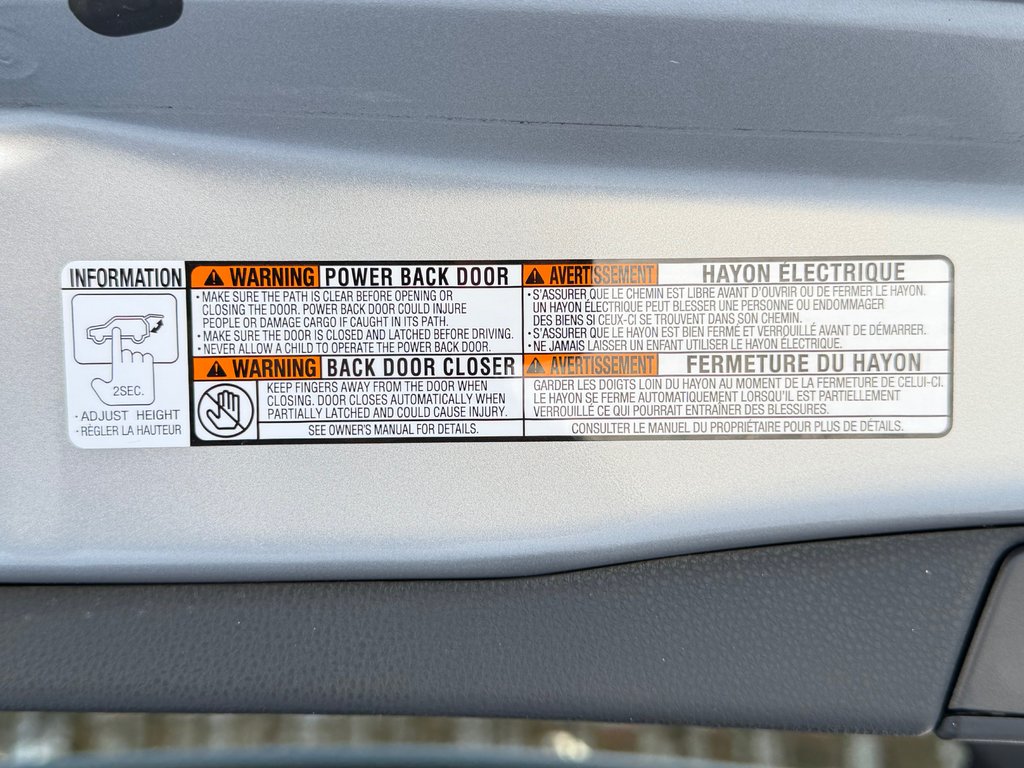 INFORMATION
2SEC.
• ADJUST HEIGHT
• RÉGLER LA HAUTEUR
WARNING POWER BACK DOOR
• MAKE SURE THE PATH IS CLEAR BEFORE OPENING OR
CLOSING THE DOOR. POWER BACK DOOR COULD INJURE
PEOPLE OR DAMAGE CARGO IF CAUGHT IN ITS PATH.
• MAKE SURE THE DOOR IS CLOSED AND LATCHED BEFORE DRIVING.
• NEVER ALLOW A CHILD TO OPERATE THE POWER BACK DOOR.
WARNING BACK DOOR CLOSER
KEEP FINGERS AWAY FROM THE DOOR WHEN
CLOSING. DOOR CLOSES AUTOMATICALLY WHEN
PARTIALLY LATCHED AND COULD CAUSE INJURY.
SEE OWNER'S MANUAL FOR DETAILS.
AVERTISSEMENT HAYON ÉLECTRIQUE
• S'ASSURER QUE LE CHEMIN EST LIBRE AVANT D'OUVRIR OU DE FERMER LE HAYON.
UN HAYON ÉLECTRIQUE PEUT BLESSER UNE PERSONNE OU ENDOMMAGER
DES BIENS SI CEUX-CI SE TROUVENT DANS SON CHEMIN.
• S'ASSURER QUE LE HAYON EST BIEN FERMÉ ET VERROUILLÉ AVANT DE DÉMARRER.
• NE JAMAIS LAISSER UN ENFANT UTILISER LE HAYON ÉLECTRIQUE.
AVERTISSEMENT FERMETURE DU HAYON
GARDER LES DOIGTS LOIN DU HAYON AU MOMENT DE LA FERMETURE DE CELUI-CI.
LE HAYON SE FERME AUTOMATIQUEMENT LORSQU'IL EST PARTIELLEMENT
VERROUILLÉ CE QUI POURRAIT ENTRAÎNER DES BLESSURES.
CONSULTER LE MANUEL DU PROPRIÉTAIRE POUR PLUS DE DÉTAILS.